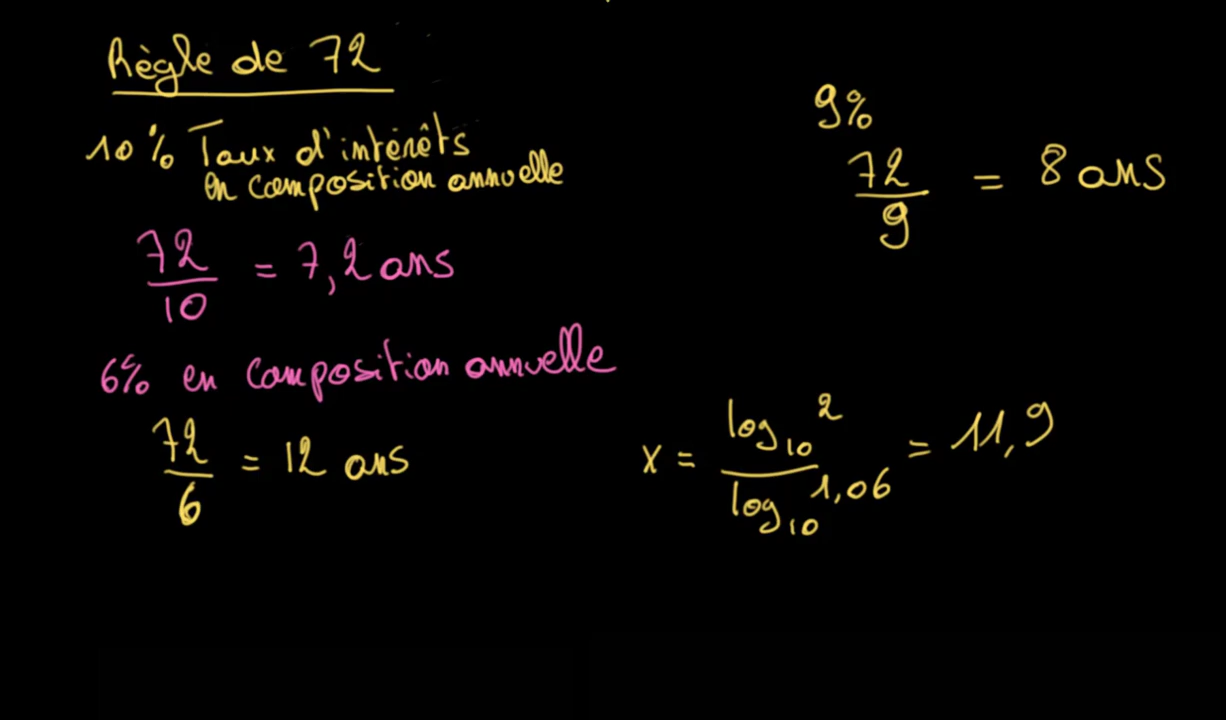 Règle de 72
10% Taux d'intérêts
en composition annuelle
72/10 = 7,2 ans
6% en composition annuelle
72/6 = 12 ans
9%
72/9 = 8 ans
x = log₁₀ 2 / log₁₀ 1,06 = 11,9